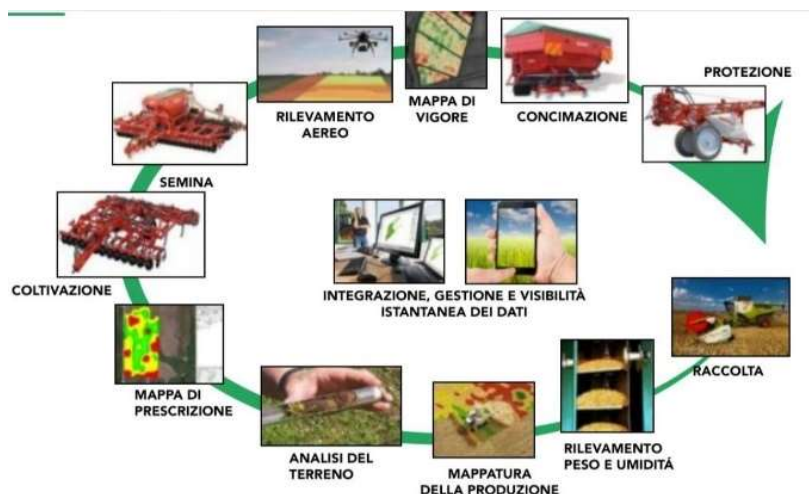 PROTEZIONE
RILEVAMENTO
AEREO
MAPPA DI
VIGORE
CONCIMAZIONE
SEMINA
COLTIVAZIONE
INTEGRAZIONE, GESTIONE E VISIBILITÀ
ISTANTANEA DEI DATI
MAPPA DI
PRESCRIZIONE
ANALISI DEL
TERRENO
MAPPATURA
DELLA PRODUZIONE
RILEVAMENTO
PESO E UMIDITÁ
RACCOLTA